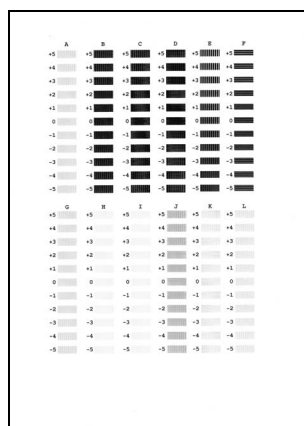 A B C D E F
+5 +5 +5 +5 +5 +5
+4 +4 +4 +4 +4 +4
+3 +3 +3 +3 +3 +3
+2 +2 +2 +2 +2 +2
+1 +1 +1 +1 +1 +1
0 0 0 0 0 0
-1 -1 -1 -1 -1 -1
-2 -2 -2 -2 -2 -2
-3 -3 -3 -3 -3 -3
-4 -4 -4 -4 -4 -4
-5 -5 -5 -5 -5 -5
G H I J K L
+5 +5 +5 +5 +5 +5
+4 +4 +4 +4 +4 +4
+3 +3 +3 +3 +3 +3
+2 +2 +2 +2 +2 +2
+1 +1 +1 +1 +1 +1
0 0 0 0 0 0
-1 -1 -1 -1 -1 -1
-2 -2 -2 -2 -2 -2
-3 -3 -3 -3 -3 -3
-4 -4 -4 -4 -4 -4
-5 -5 -5 -5 -5 -5